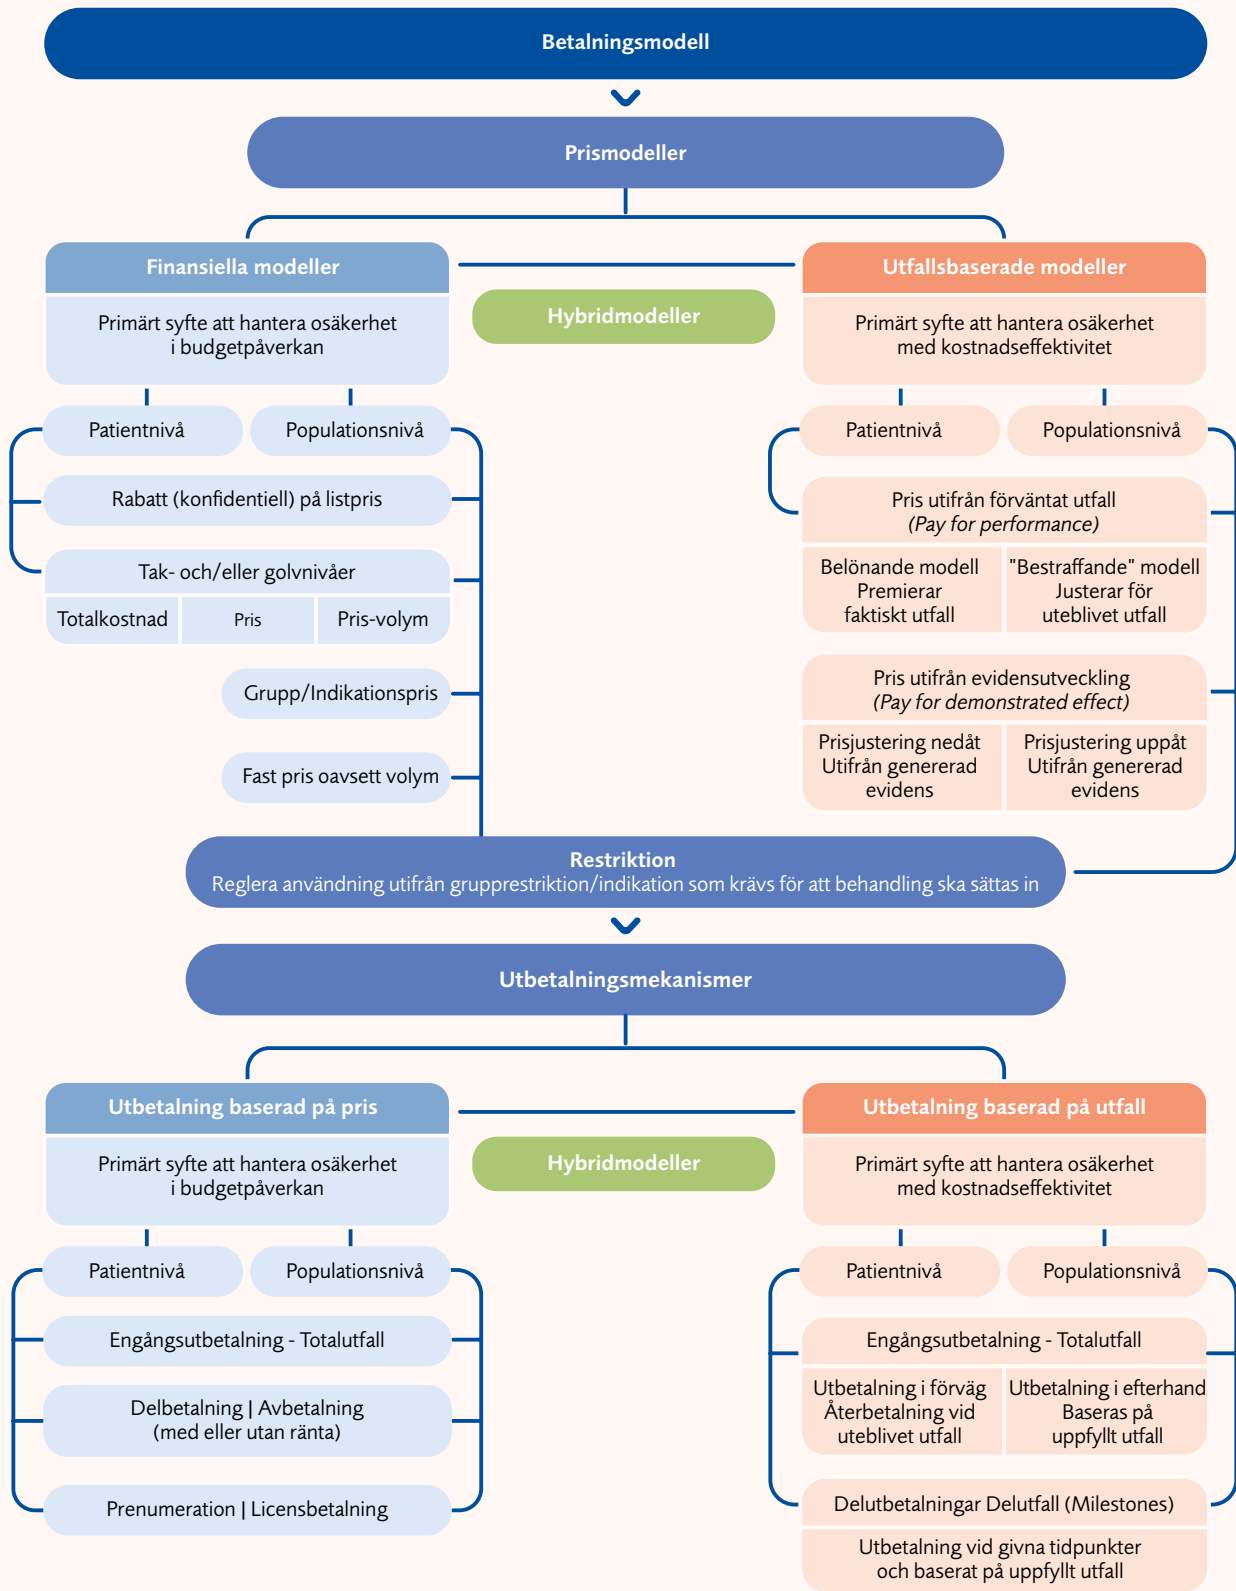 Betalningsmodell
Prismodeller
Finansiella modeller
Primärt syfte att hantera osäkerhet
i budgetpåverkan
Hybridmodeller
Utfallsbaserade modeller
Primärt syfte att hantera osäkerhet
med kostnadseffektivitet
Patientnivå
Populationsnivå
Rabatt (konfidentiell) på listpris
Tak- och/eller golvnivåer
Totalkostnad
Pris
Pris-volym
Grupp/Indikationspris
Fast pris oavsett volym
Patientnivå
Populationsnivå
Pris utifrån förväntat utfall
(Pay for performance)
Belönande modell
Premierar
faktiskt utfall
"Bestraffande" modell
Justerar för
uteblivet utfall
Pris utifrån evidensutveckling
(Pay for demonstrated effect)
Prisjustering nedåt
Utifrån genererad
evidens
Prisjustering uppåt
Utifrån genererad
evidens
Restriktion
Reglera användning utifrån grupprestriktion/indikation som krävs för att behandling ska sättas in
Utbetalningsmekanismer
Utbetalning baserad på pris
Primärt syfte att hantera osäkerhet
i budgetpåverkan
Hybridmodeller
Utbetalning baserad på utfall
Primärt syfte att hantera osäkerhet
med kostnadseffektivitet
Patientnivå
Populationsnivå
Engångsutbetalning - Totalutfall
Delbetalning | Avbetalning
(med eller utan ränta)
Prenumeration | Licensbetalning
Patientnivå
Populationsnivå
Engångsutbetalning - Totalutfall
Utbetalning i förväg
Återbetalning vid
uteblivet utfall
Utbetalning i efterhand
Baseras på
uppfyllt utfall
Delutbetalningar Delutfall (Milestones)
Utbetalning vid givna tidpunkter
och baserat på uppfyllt utfall